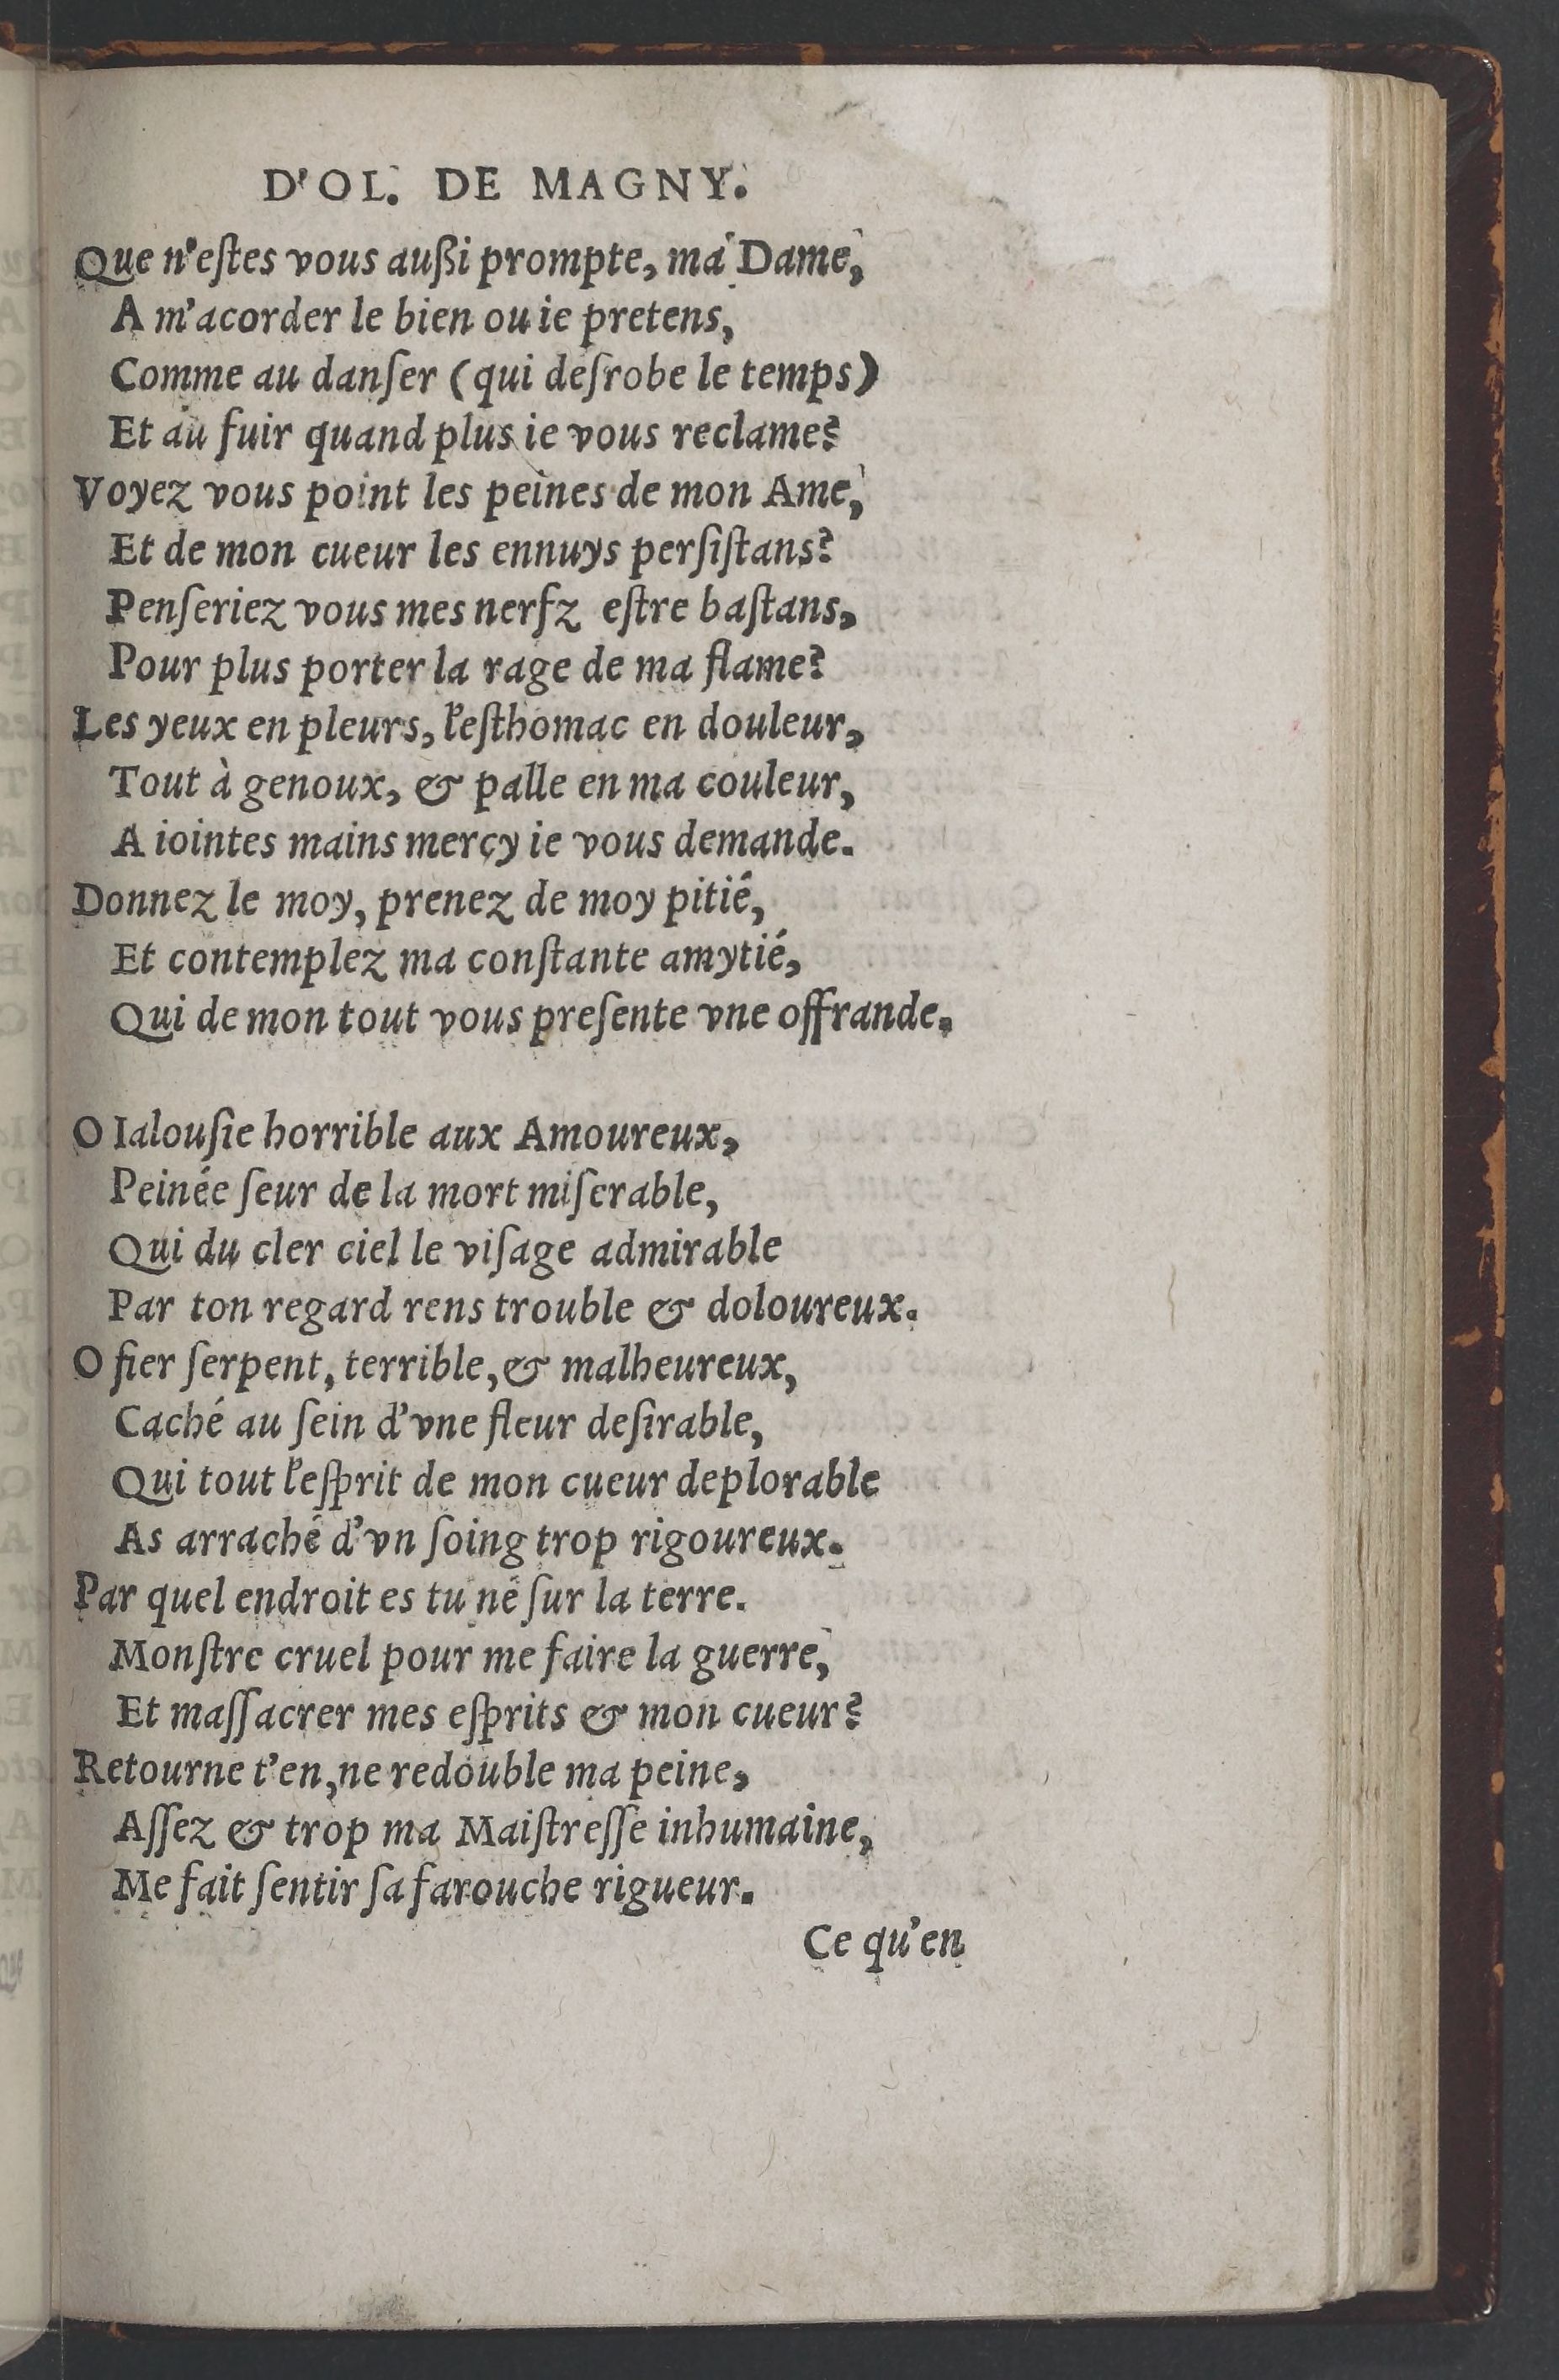 D'OL. DE MAGNY.
Que n'eſtes vous außi prompte, ma Dame,
A m'acorder le bien ou ie pretens,
Comme au danſer (qui deſrobe le temps)
Et au fuir quand plus ie vous reclame?
Voyez vous point les peines de mon Ame,
Et de mon cueur les ennuys perſiſtans?
Penſeriez vous mes nerfz eſtre baſtans,
Pour plus porter la rage de ma flame?
Les yeux en pleurs, l'eſthomac en douleur,
Tout à genoux, & palle en ma couleur,
A iointes mains merçy ie vous demande.
Donnez le moy, prenez de moy pitié,
Et contemplez ma conſtante amytié,
Qui de mon tout vous preſente vne offrande.
O Ialouſie horrible aux Amoureux,
Peinée ſeur de la mort miſerable,
Qui du cler ciel le viſage admirable
Par ton regard rens trouble & doloureux.
O fier ſerpent, terrible, & malheureux,
Caché au ſein d'vne fleur deſirable,
Qui tout l'eſprit de mon cueur deplorable
As arraché d'vn ſoing trop rigoureux.
Par quel endroit es tu né ſur la terre.
Monſtre cruel pour me faire la guerre,
Et maſſacrer mes eſprits & mon cueur?
Retourne t'en, ne redouble ma peine,
Aſſez & trop ma Maiſtreſſe inhumaine,
Me fait ſentir ſa farouche rigueur.
Ce qu'en